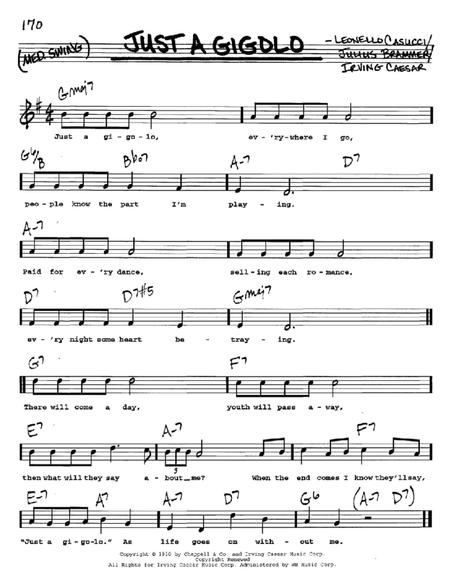 170
(MED. SWING)
JUST A GIGOLO
- LEONELLO CASUCCI/
JULIUS BRAMMER/
IRVING CAESAR
Gmaj7
Just a gi - go - lo, ev - 'ry-where I go,
G6/B Bbo7 A-7 D7
peo - ple know the part I'm play - ing.
A-7
Paid for ev - 'ry dance, sell - ing each ro - mance,
D7 D7#5 Gmaj7
ev - 'ry night some heart be - tray - ing.
G7 F7
There will come a day, youth will pass a - way,
E7 A-7 F7
then what will they say a - bout me? When the end comes I know they'll say,
E-7 A7 A-7 D7 G6 (A-7 D7)
"Just a gi - go - lo." As life goes on with - out me.
Copyright © 1930 by Chappell & Co. and Irving Caesar Music Corp.
Copyright Renewed
All Rights for Irving Caesar Music Corp. Administered by WB Music Corp.